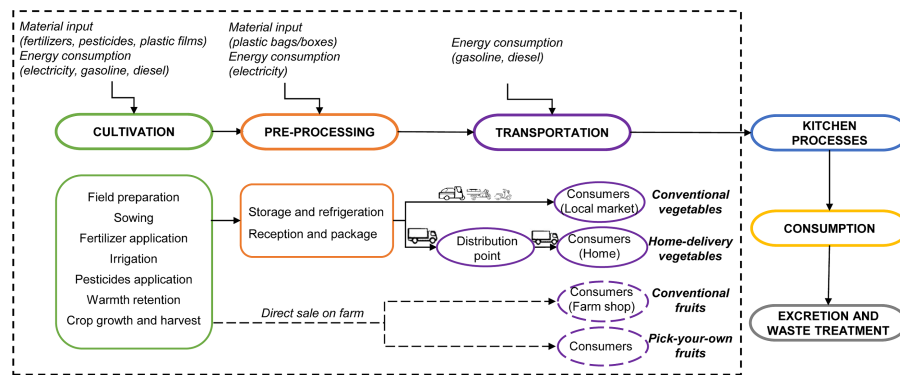 Material input
(fertilizers, pesticides, plastic films)
Energy consumption
(electricity, gasoline, diesel)
Material input
(plastic bags/boxes)
Energy consumption
(electricity)
Energy consumption
(gasoline, diesel)
CULTIVATION
PRE-PROCESSING
TRANSPORTATION
KITCHEN
PROCESSES
Field preparation
Sowing
Fertilizer application
Irrigation
Pesticides application
Warmth retention
Crop growth and harvest
Storage and refrigeration
Reception and package
Consumers
(Local market)
Conventional
vegetables
Distribution
point
Consumers
(Home)
Home-delivery
vegetables
Direct sale on farm
Consumers
(Farm shop)
Conventional
fruits
Consumers
Pick-your-own
fruits
CONSUMPTION
EXCRETION AND
WASTE TREATMENT